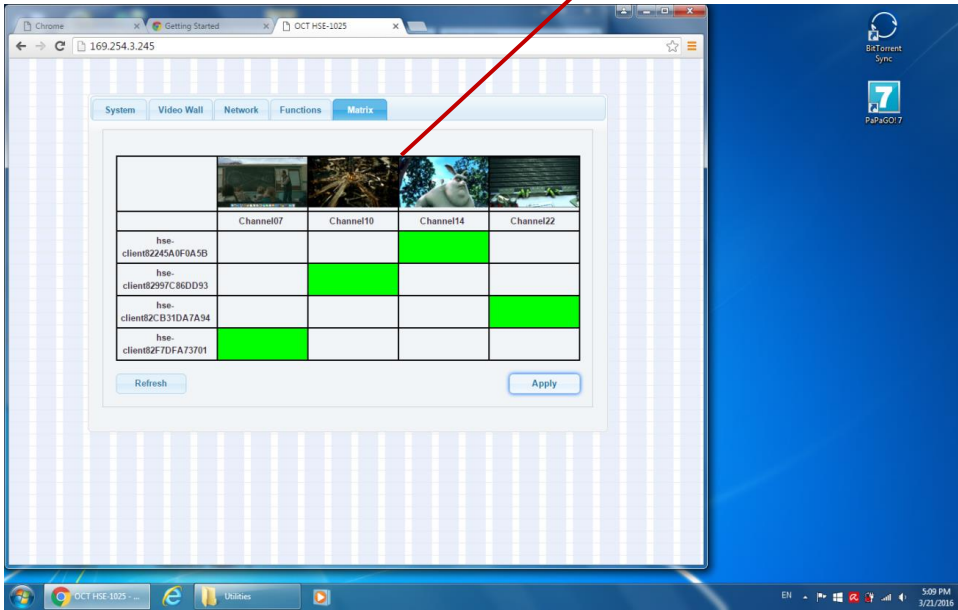 Chrome
Getting Started
OCT HSE-1025
169.254.3.245
BitTorrent
Sync
7
PaPaGO! 7
System Video Wall Network Functions Matrix
Channel07 Channel10 Channel14 Channel22
hse-
client82245A0F0A5B
hse-
client82997C86DD93
hse-
client82CB31DA7A94
hse-
client82F7DFA73701
Refresh Apply
OCT HSE-1025 - ... Utilities EN 5:09 PM
3/21/2016